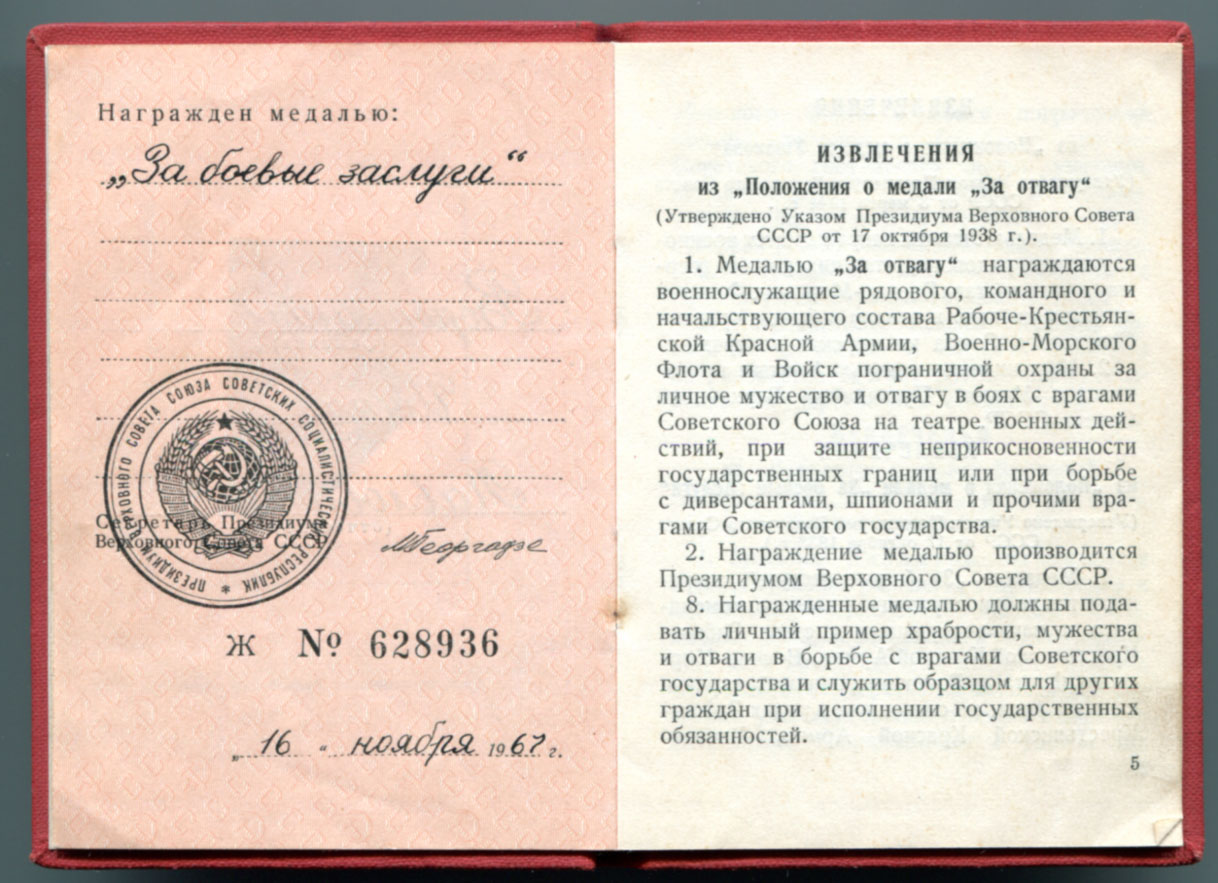 Награжден медалью:
„За боевые заслуги“
ПРЕЗИДИУМ ВЕРХОВНОГО СОВЕТА СОЮЗА СОВЕТСКИХ СОЦИАЛИСТИЧЕСКИХ РЕСПУБЛИК *
Секретарь Президиума
Верховного Совета СССР
МГеоргадзе
Ж № 628936
„16“ ноября 1967 г.
ИЗВЛЕЧЕНИЯ
из „Положения о медали „За отвагу“
(Утверждено Указом Президиума Верховного Совета
СССР от 17 октября 1938 г.).
1. Медалью „За отвагу“ награждаются
военнослужащие рядового, командного и
начальствующего состава Рабоче-Крестьян-
ской Красной Армии, Военно-Морского
Флота и Войск пограничной охраны за
личное мужество и отвагу в боях с врагами
Советского Союза на театре военных дей-
ствий, при защите неприкосновенности
государственных границ или при борьбе
с диверсантами, шпионами и прочими вра-
гами Советского государства.
2. Награждение медалью производится
Президиумом Верховного Совета СССР.
8. Награжденные медалью должны пода-
вать личный пример храбрости, мужества
и отваги в борьбе с врагами Советского
государства и служить образцом для других
граждан при исполнении государственных
обязанностей.
5